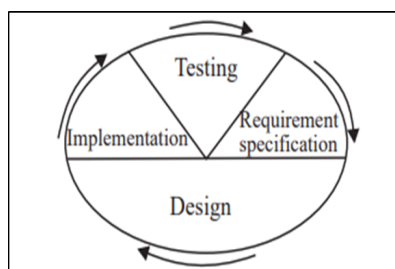 Testing
Implementation
Requirement
specification
Design